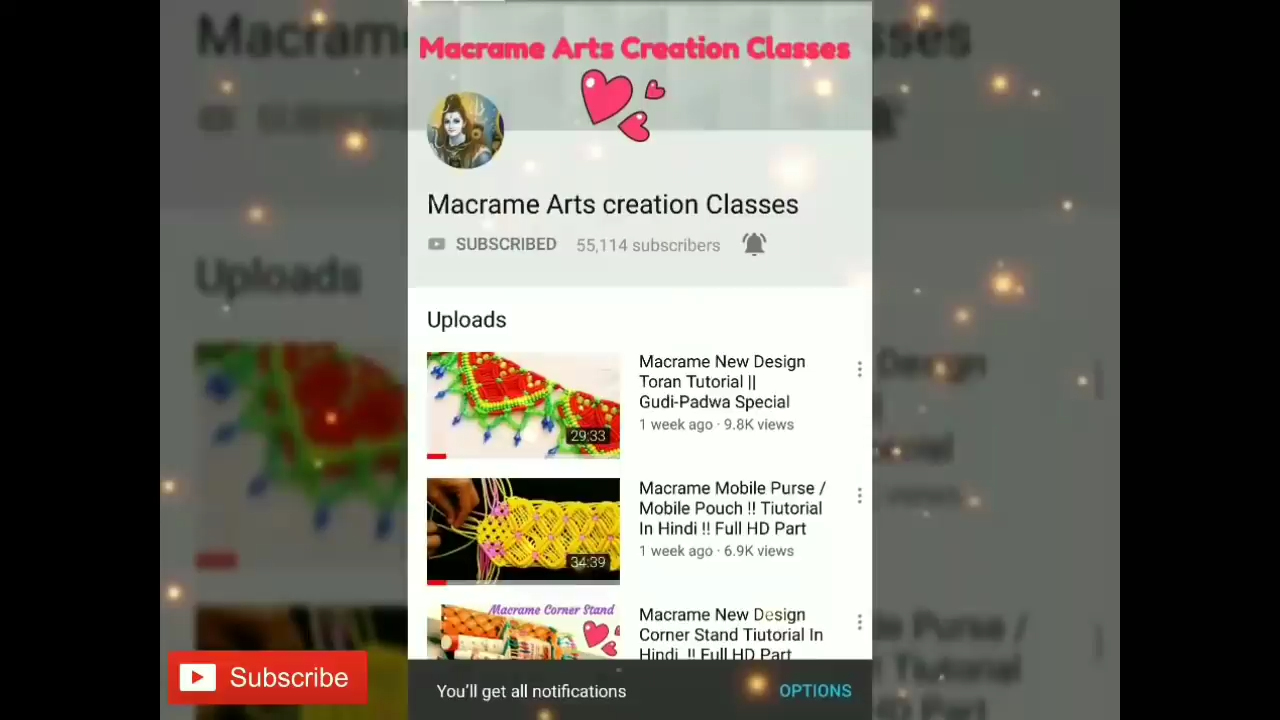 Macrame Arts Creation Classes
Macrame Arts creation Classes
SUBSCRIBED 55,114 subscribers
Uploads
29:33
Macrame New Design
Toran Tutorial ||
Gudi-Padwa Special
1 week ago · 9.8K views
34:39
Macrame Mobile Purse /
Mobile Pouch !! Tiutorial
In Hindi !! Full HD Part
1 week ago · 6.9K views
Macrame Corner Stand
Macrame New Design
Corner Stand Tiutorial In
Hindi !! Full HD Part
You'll get all notifications OPTIONS
Subscribe
Macrame
sses
Uploads